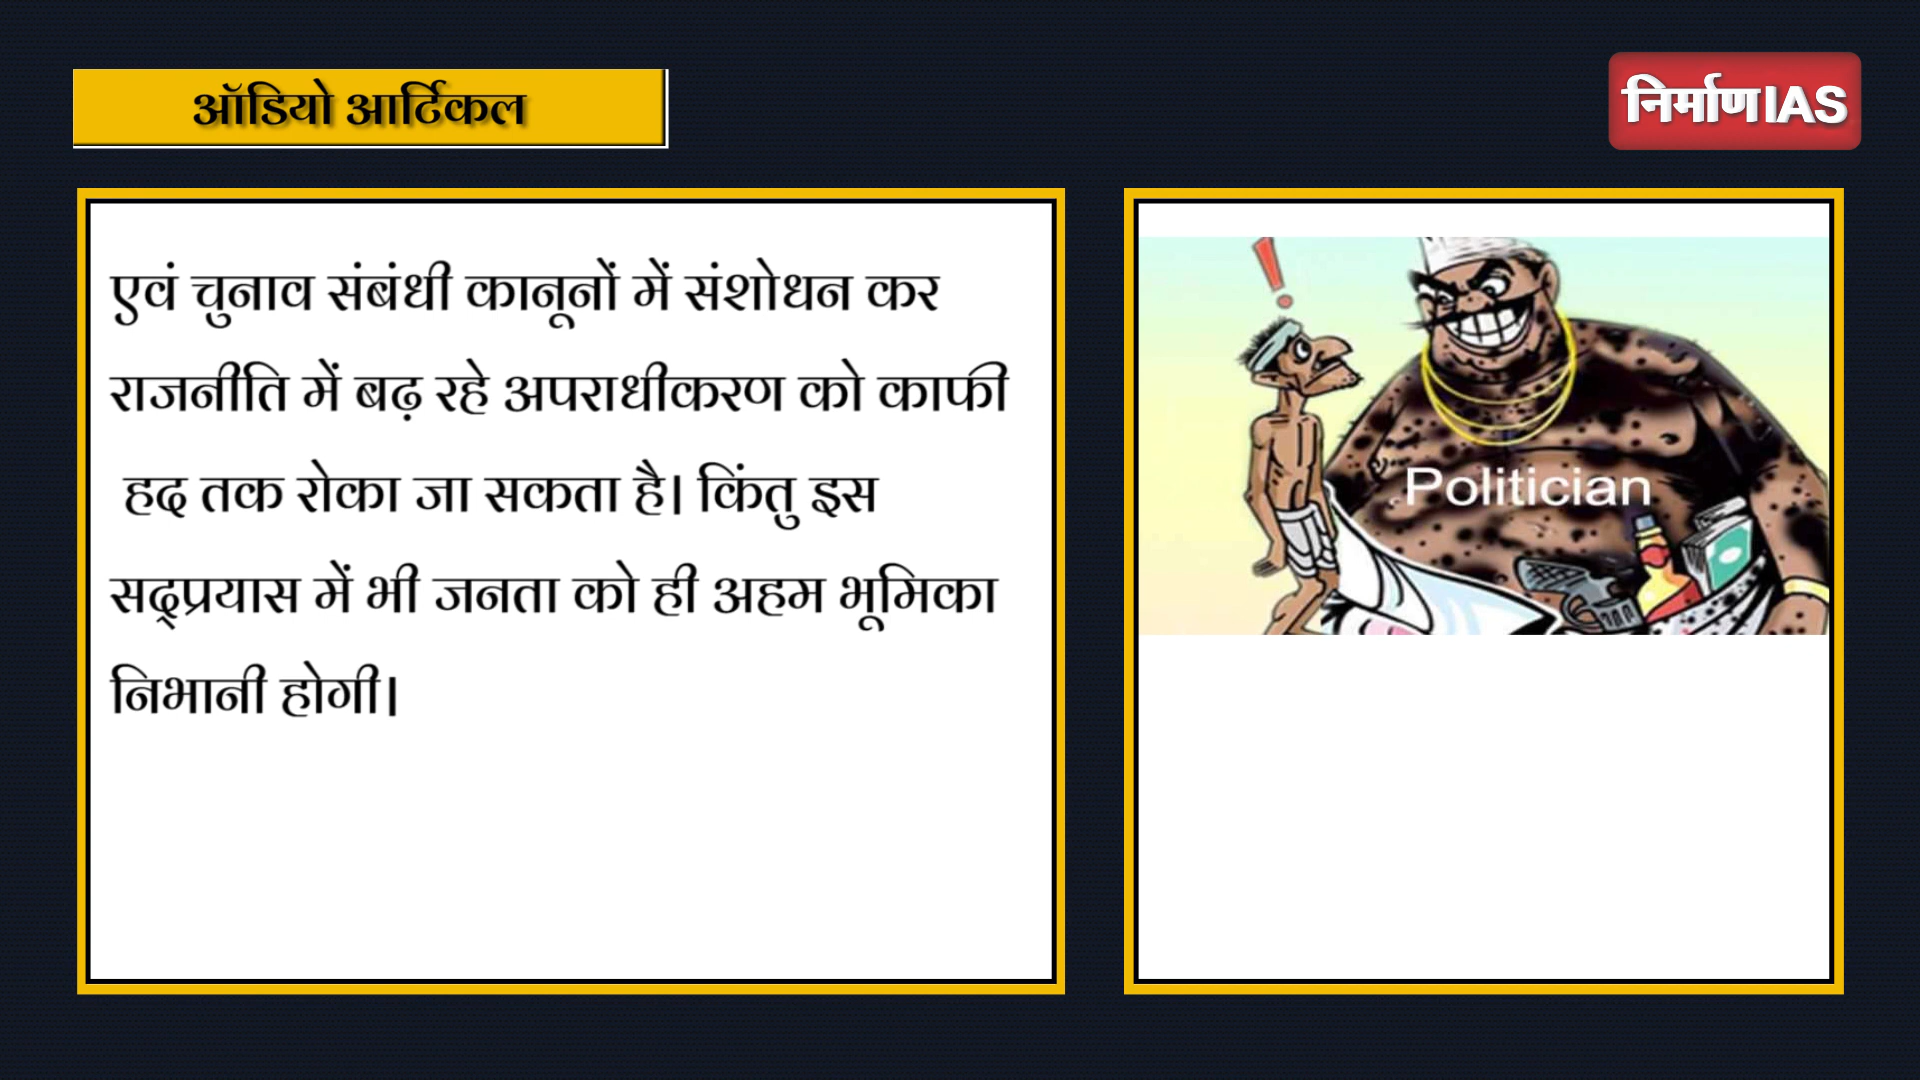 ऑडियो आर्टिकल
निर्माण IAS
एवं चुनाव संबंधी कानूनों में संशोधन कर
राजनीति में बढ़ रहे अपराधीकरण को काफी
हद तक रोका जा सकता है। किंतु इस
सद्प्रयास में भी जनता को ही अहम भूमिका
निभानी होगी।
!
Politician